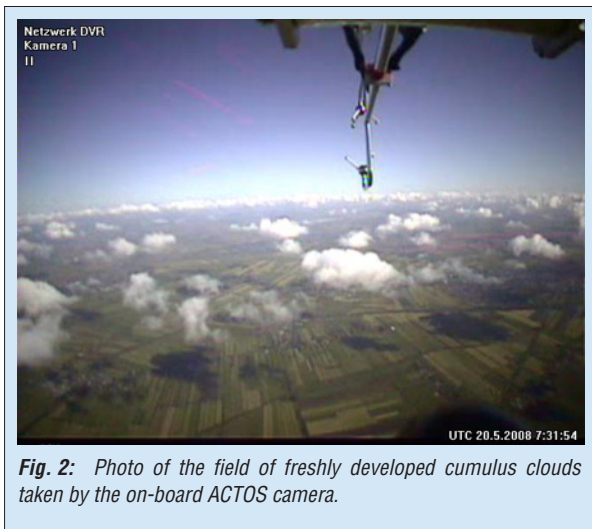 Netzwerk DVR
Kamera 1
II
UTC 20.5.2008 7:31:54
Fig. 2: Photo of the field of freshly developed cumulus clouds
taken by the on-board ACTOS camera.